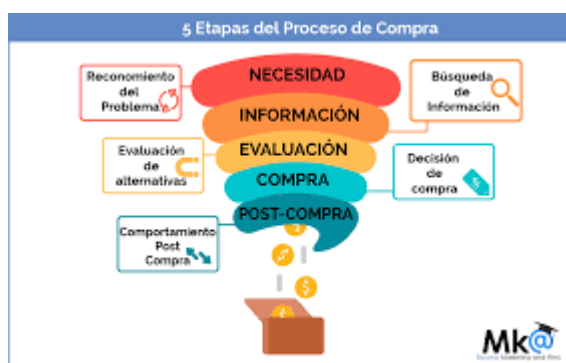 5 Etapas del Proceso de Compra
NECESIDAD
Reconomiento
del
Problema
Búsqueda
de
Información
INFORMACIÓN
EVALUACIÓN
Evaluación
de
alternativas
COMPRA
Decisión
de
compra
POST-COMPRA
Comportamiento
Post
Compra
$
$
Mk@